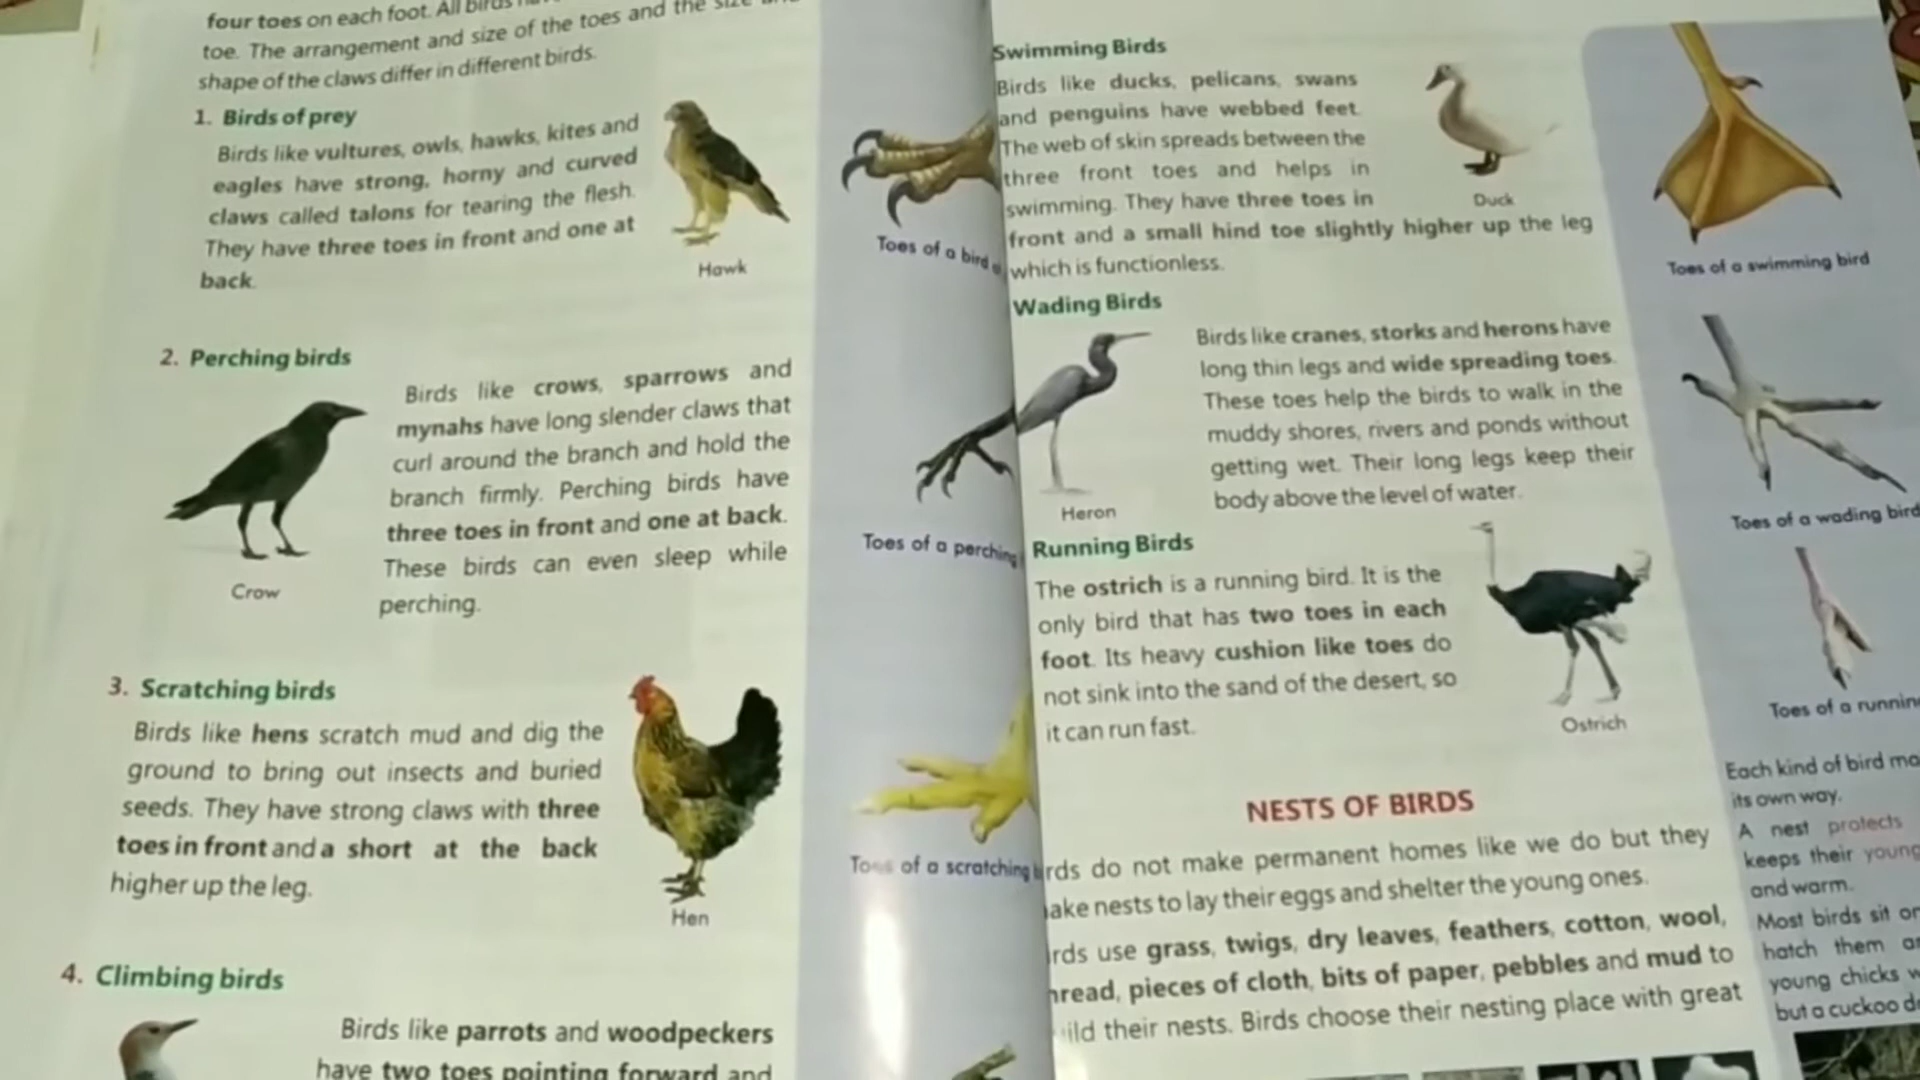 four toes on each foot. All birds
toe. The arrangement and size of the toes and the size
shape of the claws differ in different birds.
1. Birds of prey
Birds like vultures, owls, hawks, kites and
eagles have strong, horny and curved
claws called talons for tearing the flesh.
They have three toes in front and one at
back.
Hawk
Toes of a bird
2. Perching birds
Birds like crows, sparrows and
mynahs have long slender claws that
curl around the branch and hold the
branch firmly. Perching birds have
three toes in front and one at back.
These birds can even sleep while
perching.
Crow
Toes of a perching
3. Scratching birds
Birds like hens scratch mud and dig the
ground to bring out insects and buried
seeds. They have strong claws with three
toes in front and a short at the back
higher up the leg.
Hen
Toes of a scratching
4. Climbing birds
Birds like parrots and woodpeckers
have two toes pointing forward and
Swimming Birds
Birds like ducks, pelicans, swans
and penguins have webbed feet.
The web of skin spreads between the
three front toes and helps in
swimming. They have three toes in
front and a small hind toe slightly higher up the leg
which is functionless.
Duck
Toes of a swimming bird
Wading Birds
Birds like cranes, storks and herons have
long thin legs and wide spreading toes.
These toes help the birds to walk in the
muddy shores, rivers and ponds without
getting wet. Their long legs keep their
body above the level of water.
Heron
Toes of a wading bird
Running Birds
The ostrich is a running bird. It is the
only bird that has two toes in each
foot. Its heavy cushion like toes do
not sink into the sand of the desert, so
it can run fast.
Ostrich
Toes of a
NESTS OF BIRDS
do not make permanent homes like we do but they
nests to lay their eggs and shelter the young ones.
use grass, twigs, dry leaves, feathers, cotton, wool,
pieces of cloth, bits of paper, pebbles and mud to
their nests. Birds choose their nesting place with great
Each kind of bird
its own way.
A nest protects
keeps their young
and warm.
Most birds sit
hatch them
young chicks
but a cuckoo